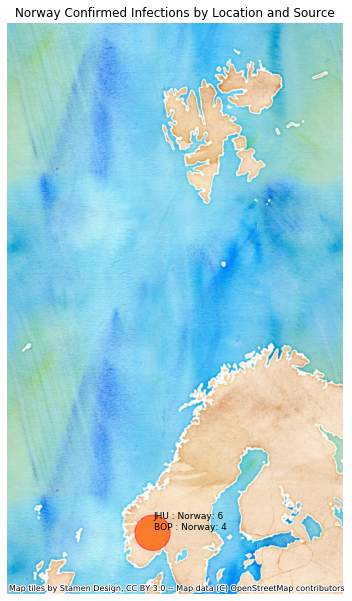 Norway Confirmed Infections by Location and Source
JHU : Norway: 6
BOP : Norway: 4
Map tiles by Stamen Design, CC BY 3.0 -- Map data (C) OpenStreetMap contributors